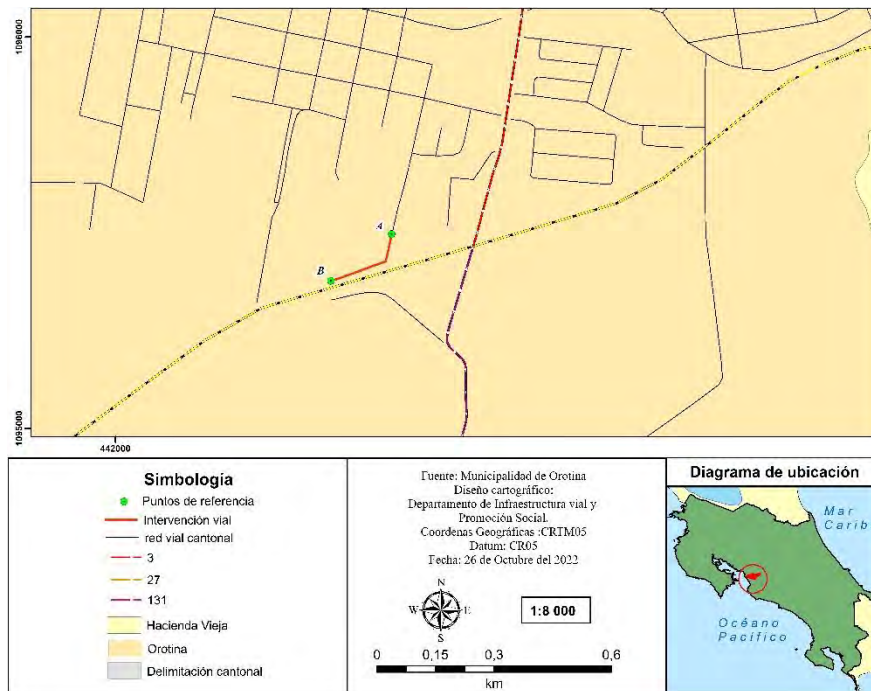 1096000
A
B
1095000
442000
Simbología
Puntos de referencia
Intervención vial
red vial cantonal
3
27
131
Hacienda Vieja
Orotina
Delimitación cantonal
Fuente: Municipalidad de Orotina
Diseño cartográfico:
Departamento de Infraestructura vial y
Promoción Social.
Coordenas Geográficas :CRTM05
Datum: CR05
Fecha: 26 de Octubre del 2022
N
W E
S
1:8 000
0 0,15 0,3 0,6
km
Diagrama de ubicación
Mar
Carib
Océano
Pacífico